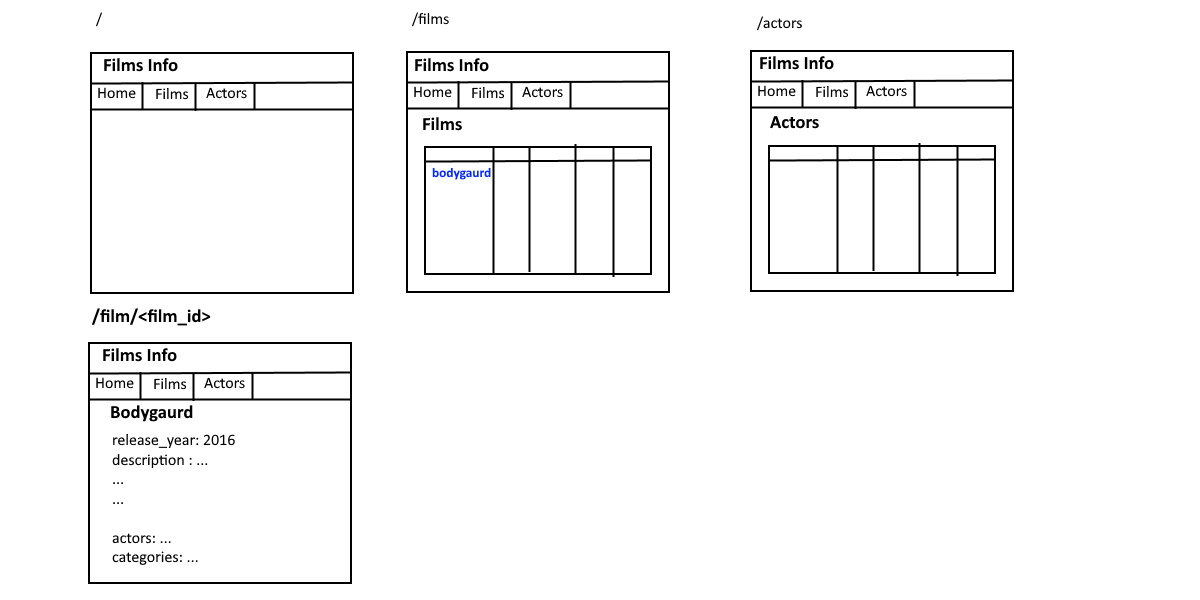 /
Films Info
Home Films Actors
/films
Films Info
Home Films Actors
Films
bodygaurd
/actors
Films Info
Home Films Actors
Actors
/film/<film_id>
Films Info
Home Films Actors
Bodygaurd
release_year: 2016
description : ...
...
...
actors: ...
categories: ...